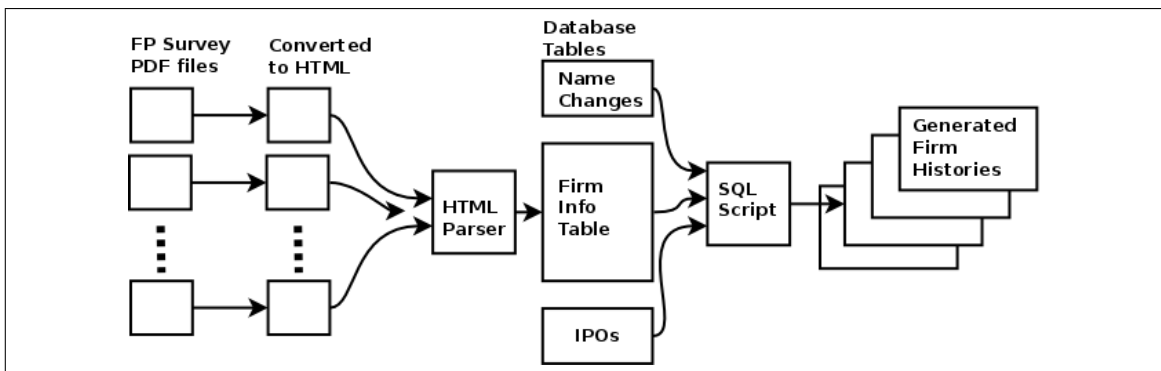 FP Survey
PDF files
Converted
to HTML
Database
Tables
Name
Changes
HTML
Parser
Firm
Info
Table
IPOs
SQL
Script
Generated
Firm
Histories